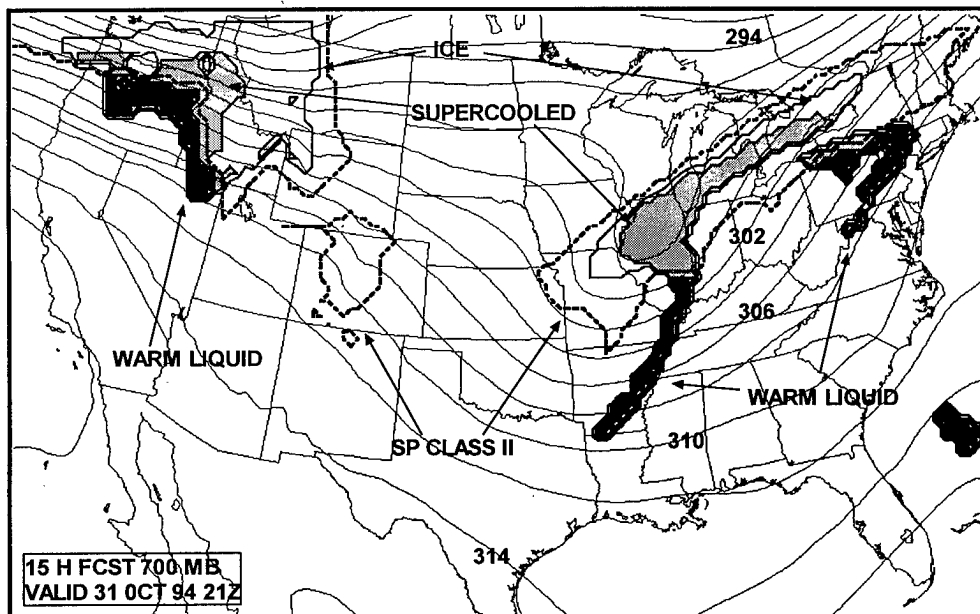 294
ICE
SUPERCOOLED
302
306
WARM LIQUID
WARM LIQUID
SP CLASS II
310
314
15 H FCST 700 MB
VALID 31 OCT 94 21Z